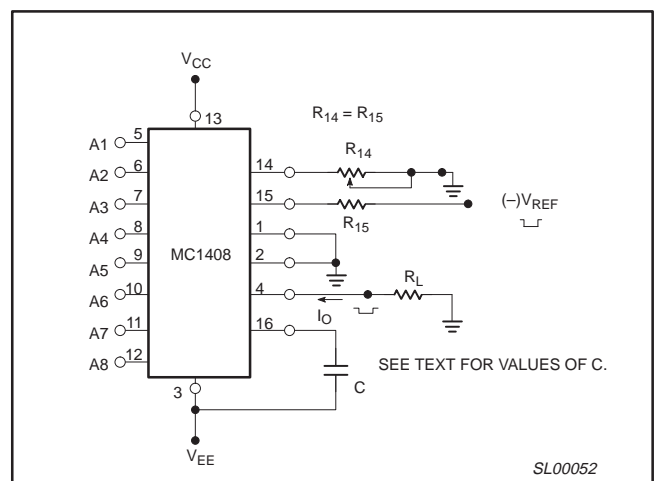 VCC
13
R14 = R15
A1 5
A2 6
14
R14
A3 7
15
(–)VREF
R15
A4 8
1
A5 9
MC1408
2
RL
A6 10
4
IO
A7 11
16
A8 12
SEE TEXT FOR VALUES OF C.
3
C
VEE
SL00052